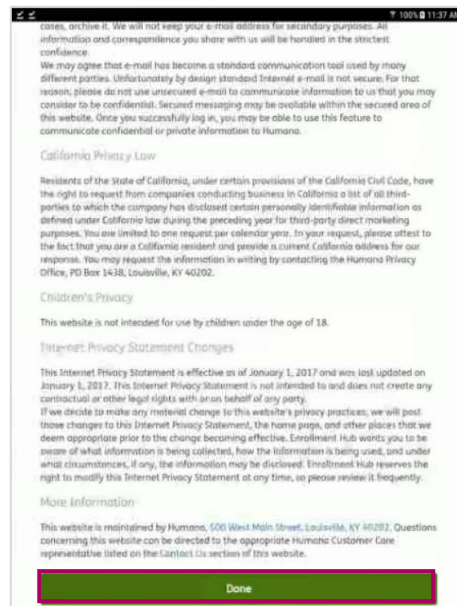 100% 11:37 AM
cases, archive it. We will not keep your e-mail address for secondary purposes. All
information and correspondence you share with us will be handled in the strictest
confidence.
We may agree that e-mail has become a standard communication tool used by many
different parties. Unfortunately by design standard Internet e-mail is not secure. For that
reason, please do not use unsecured e-mail to communicate information to us that you may
consider to be confidential. Secured messaging may be available within the secured area of
this website. Once you successfully log in, you may be able to use this feature to
communicate confidential or private information to Humana.
California Privacy Law
Residents of the State of California, under certain provisions of the California Civil Code, have
the right to request from companies conducting business in California a list of all third-
parties to which the company has disclosed certain personally identifiable information as
defined under California law during the preceding year for third-party direct marketing
purposes. You are limited to one request per calendar year. In your request, please attest to
the fact that you are a California resident and provide a current California address for our
response. You may request the information in writing by contacting the Humana Privacy
Office, PO Box 1438, Louisville, KY 40202.
Children's Privacy
This website is not intended for use by children under the age of 18.
Internet Privacy Statement Changes
This Internet Privacy Statement is effective as of January 1, 2017 and was last updated on
January 1, 2017. This Internet Privacy Statement is not intended to and does not create any
contractual or other legal rights with or on behalf of any party.
If we decide to make any material change to this website's privacy practices, we will post
those changes to this Internet Privacy Statement, the home page, and other places that we
deem appropriate prior to the change becoming effective. Enrollment Hub wants you to be
aware of what information is being collected, how the information is being used, and under
what circumstances, if any, the information may be disclosed. Enrollment Hub reserves the
right to modify this Internet Privacy Statement at any time, so please review it frequently.
More Information
This website is maintained by Humana, 500 West Main Street, Louisville, KY 40202. Questions
concerning this website can be directed to the appropriate Humana Customer Care
representative listed on the Contact Us section of this website.
Done